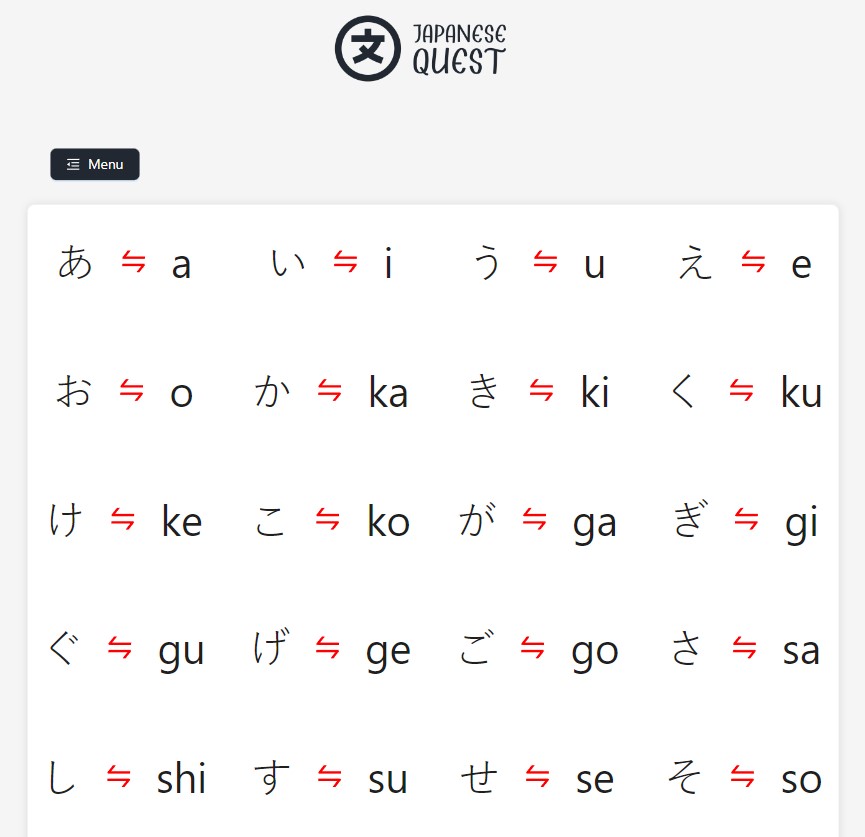 文 JAPANESE
QUEST
Menu
あ ⇋ a い ⇋ i う ⇋ u え ⇋ e
お ⇋ o か ⇋ ka き ⇋ ki く ⇋ ku
け ⇋ ke こ ⇋ ko が ⇋ ga ぎ ⇋ gi
ぐ ⇋ gu げ ⇋ ge ご ⇋ go さ ⇋ sa
し ⇋ shi す ⇋ su せ ⇋ se そ ⇋ so